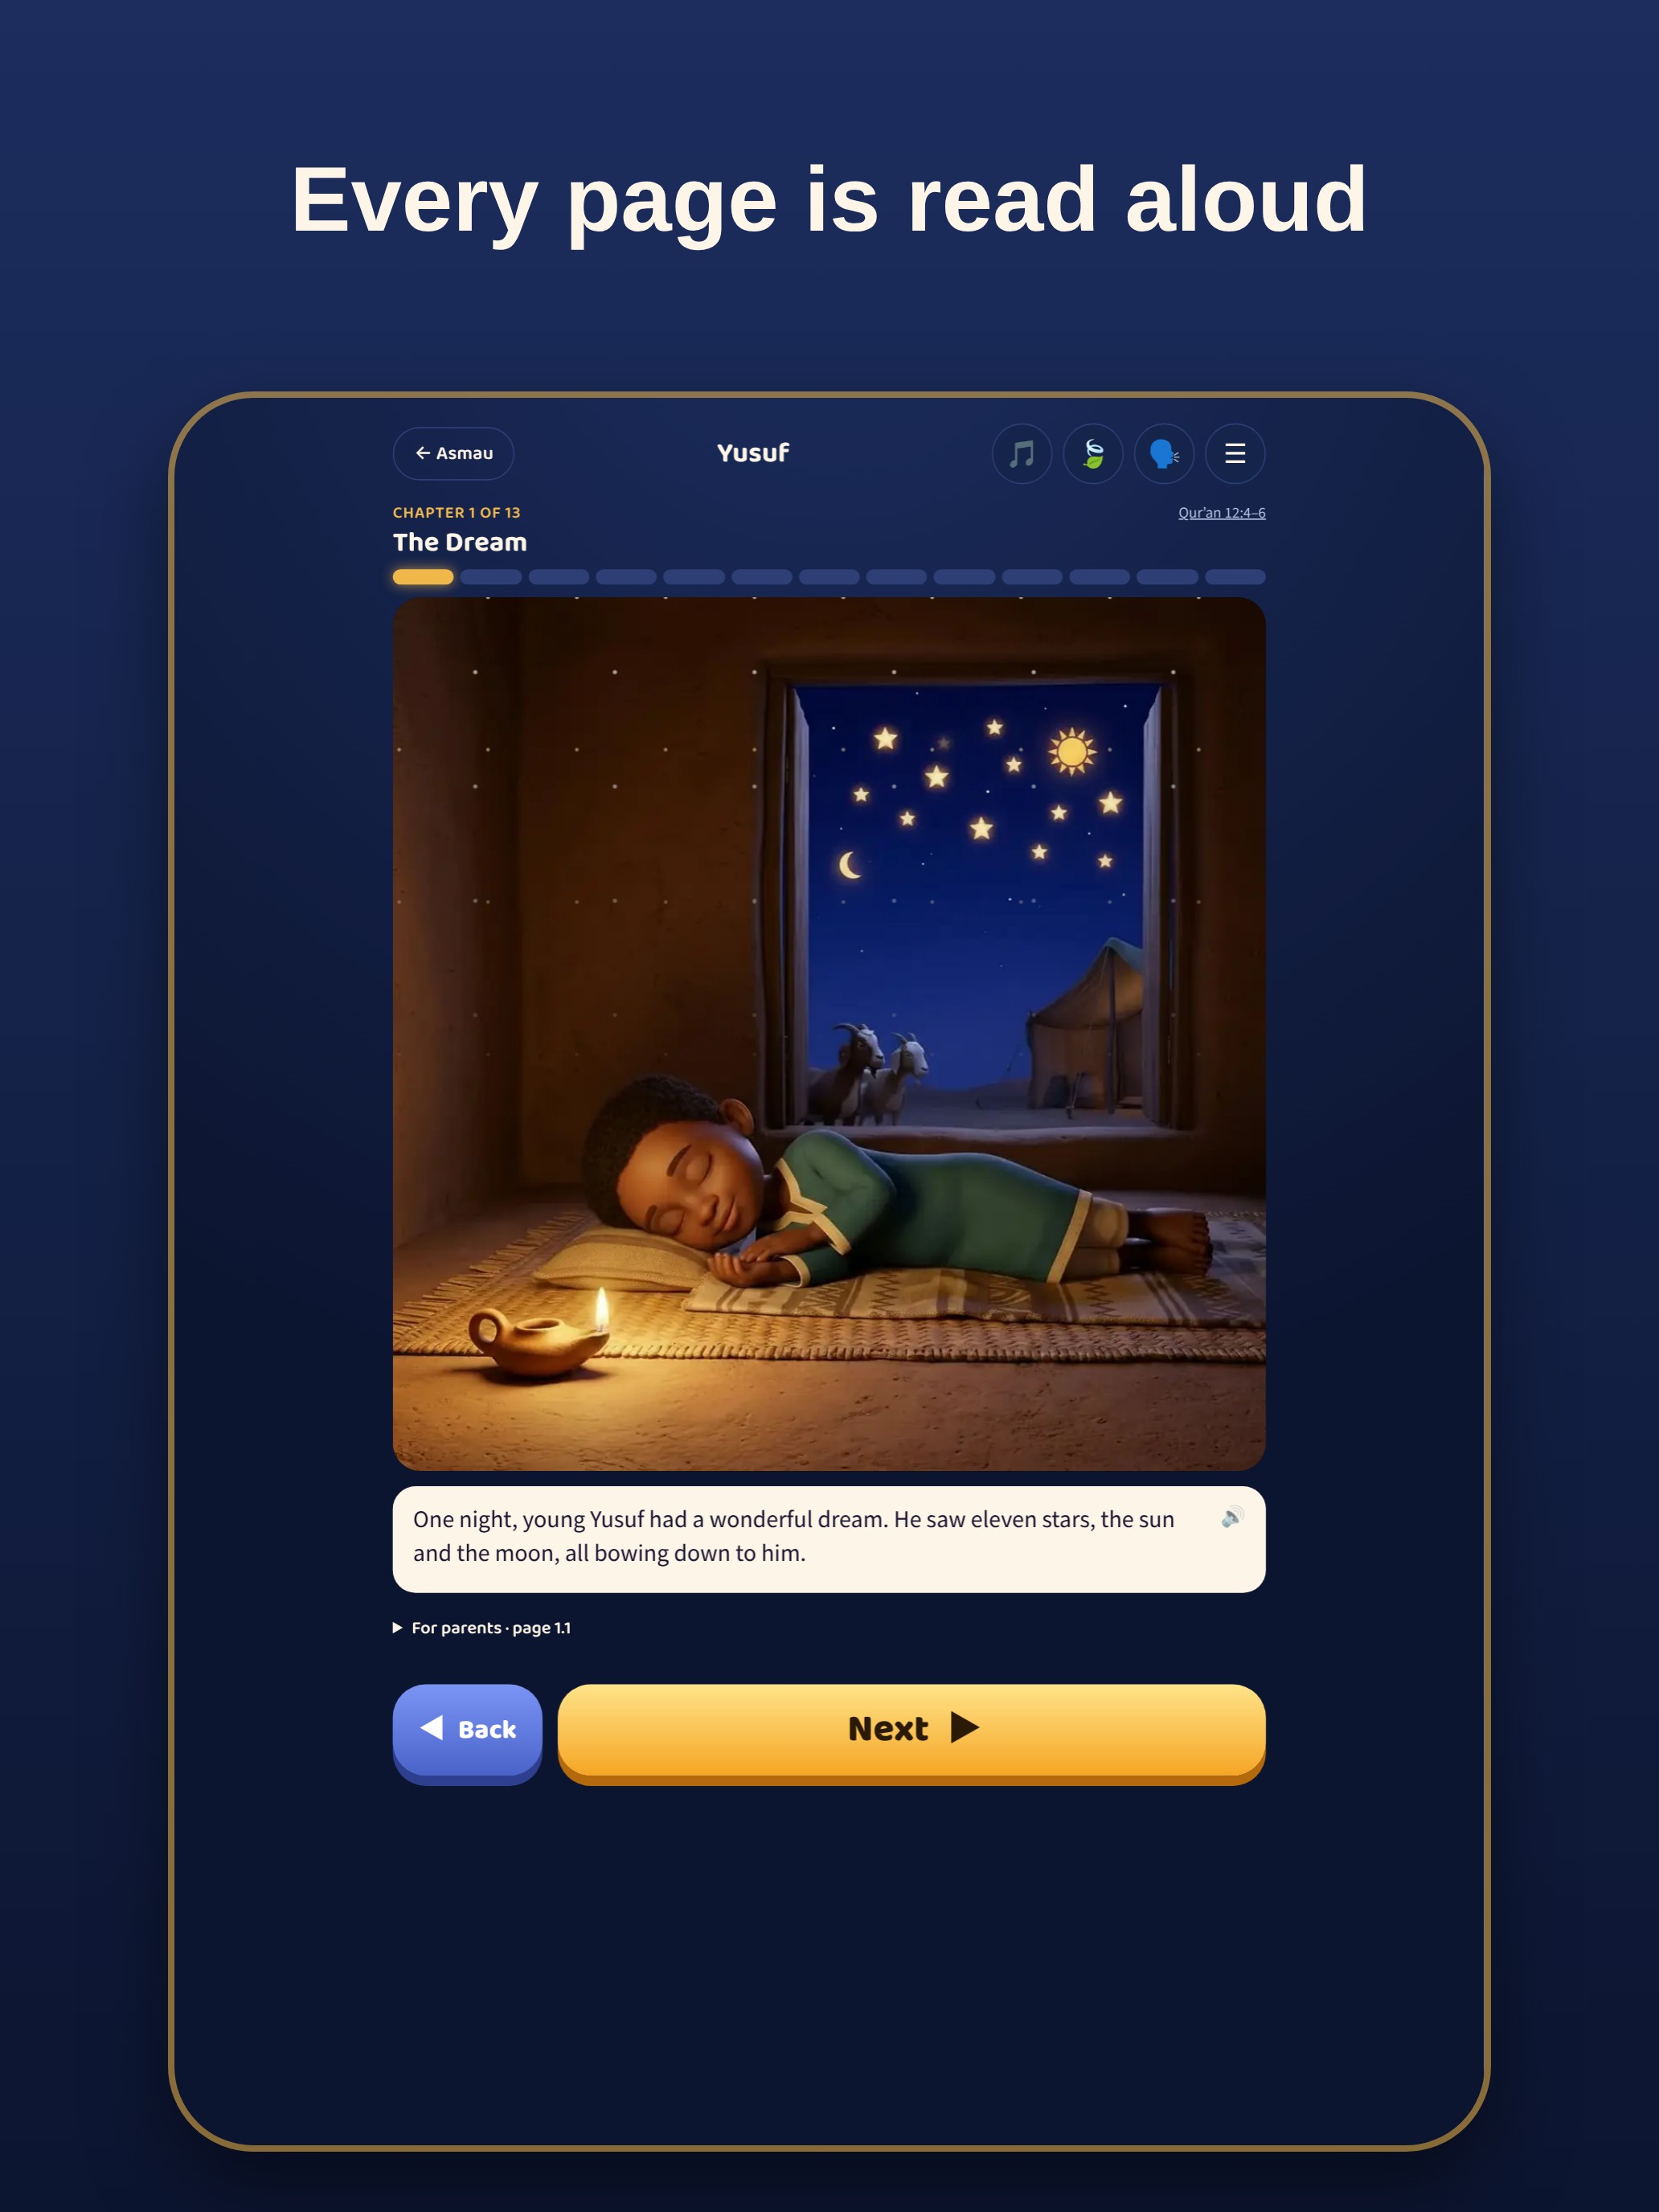 Every page is read aloud
← Asmau
Yusuf
CHAPTER 1 OF 13
Qur’an 12:4–6
The Dream
One night, young Yusuf had a wonderful dream. He saw eleven stars, the sun
and the moon, all bowing down to him.
▶ For parents · page 1.1
◀ Back
Next ▶